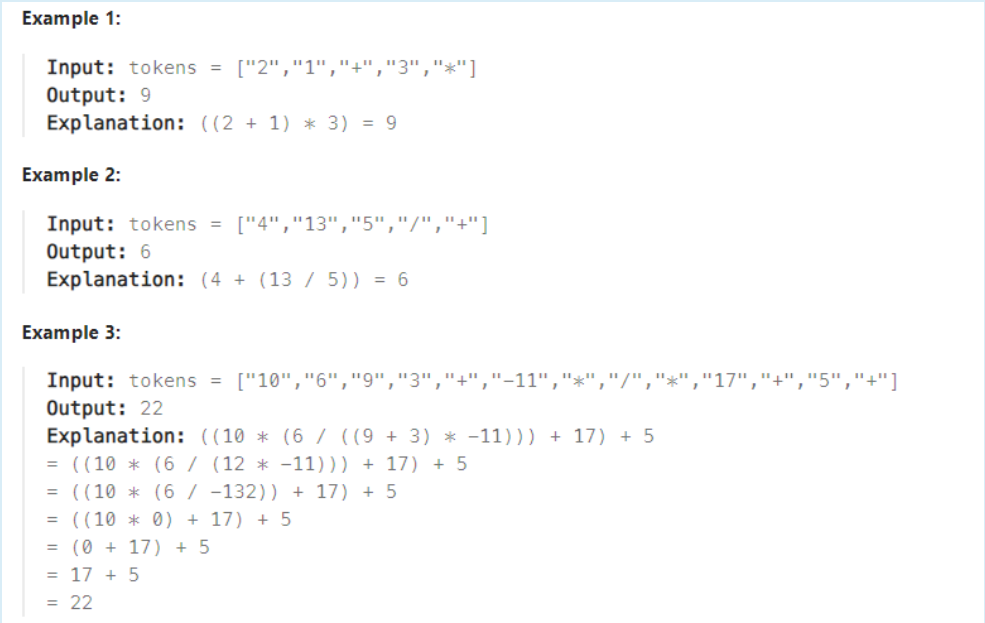 Example 1:
Input: tokens = ["2","1","+","3","*"]
Output: 9
Explanation: ((2 + 1) * 3) = 9
Example 2:
Input: tokens = ["4","13","5","/","+"]
Output: 6
Explanation: (4 + (13 / 5)) = 6
Example 3:
Input: tokens = ["10","6","9","3","+","-11","*","/","*","17","+","5","+"]
Output: 22
Explanation: ((10 * (6 / ((9 + 3) * -11))) + 17) + 5
= ((10 * (6 / (12 * -11))) + 17) + 5
= ((10 * (6 / -132)) + 17) + 5
= ((10 * 0) + 17) + 5
= (0 + 17) + 5
= 17 + 5
= 22